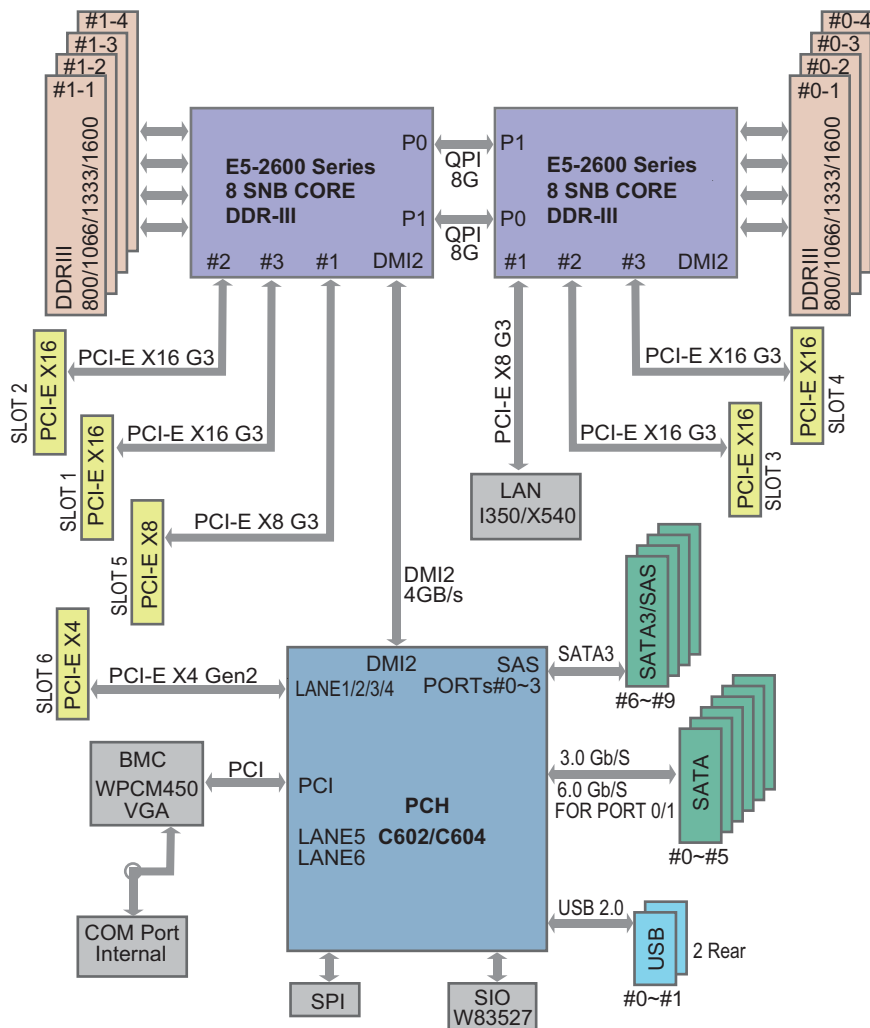 #1-4
#1-3
#1-2
#1-1
DDRIII
800/1066/1333/1600
#0-4
#0-3
#0-2
#0-1
DDRIII
800/1066/1333/1600
E5-2600 Series
8 SNB CORE
DDR-III
P0
P1
#2
#3
#1
DMI2
QPI
8G
QPI
8G
P1
P0
E5-2600 Series
8 SNB CORE
DDR-III
#1
#2
#3
DMI2
SLOT 2
PCI-E X16
PCI-E X16 G3
SLOT 1
PCI-E X16
PCI-E X16 G3
SLOT 5
PCI-E X8
PCI-E X8 G3
PCI-E X8 G3
LAN
I350/X540
PCI-E X16 G3
PCI-E X16
SLOT 4
PCI-E X16 G3
PCI-E X16
SLOT 3
DMI2
4GB/s
SLOT 6
PCI-E X4
PCI-E X4 Gen2
DMI2
LANE1/2/3/4
SAS
PORTs#0~3
SATA3
SATA3/SAS
#6~#9
BMC
WPCM450
VGA
PCI
PCI
PCH
C602/C604
LANE5
LANE6
3.0 Gb/S
6.0 Gb/S
FOR PORT 0/1
SATA
#0~#5
COM Port
Internal
USB 2.0
USB
2 Rear
#0~#1
SPI
SIO
W83527